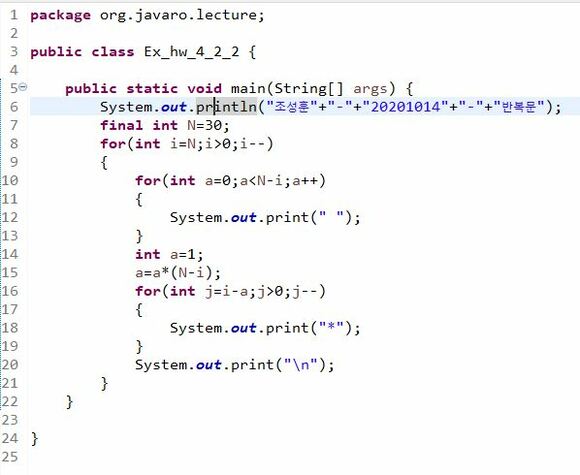 1 package org.javaro.lecture;
2
3 public class Ex_hw_4_2_2 {
4
5     public static void main(String[] args) {
6         System.out.println("조성훈"+"-"+"20201014"+"-"+"반복문");
7         final int N=30;
8         for(int i=N;i>0;i--)
9         {
10             for(int a=0;a<N-i;a++)
11             {
12                 System.out.print(" ");
13             }
14             int a=1;
15             a=a*(N-i);
16             for(int j=i-a;j>0;j--)
17             {
18                 System.out.print("*");
19             }
20             System.out.print("\n");
21         }
22     }
23
24 }
25